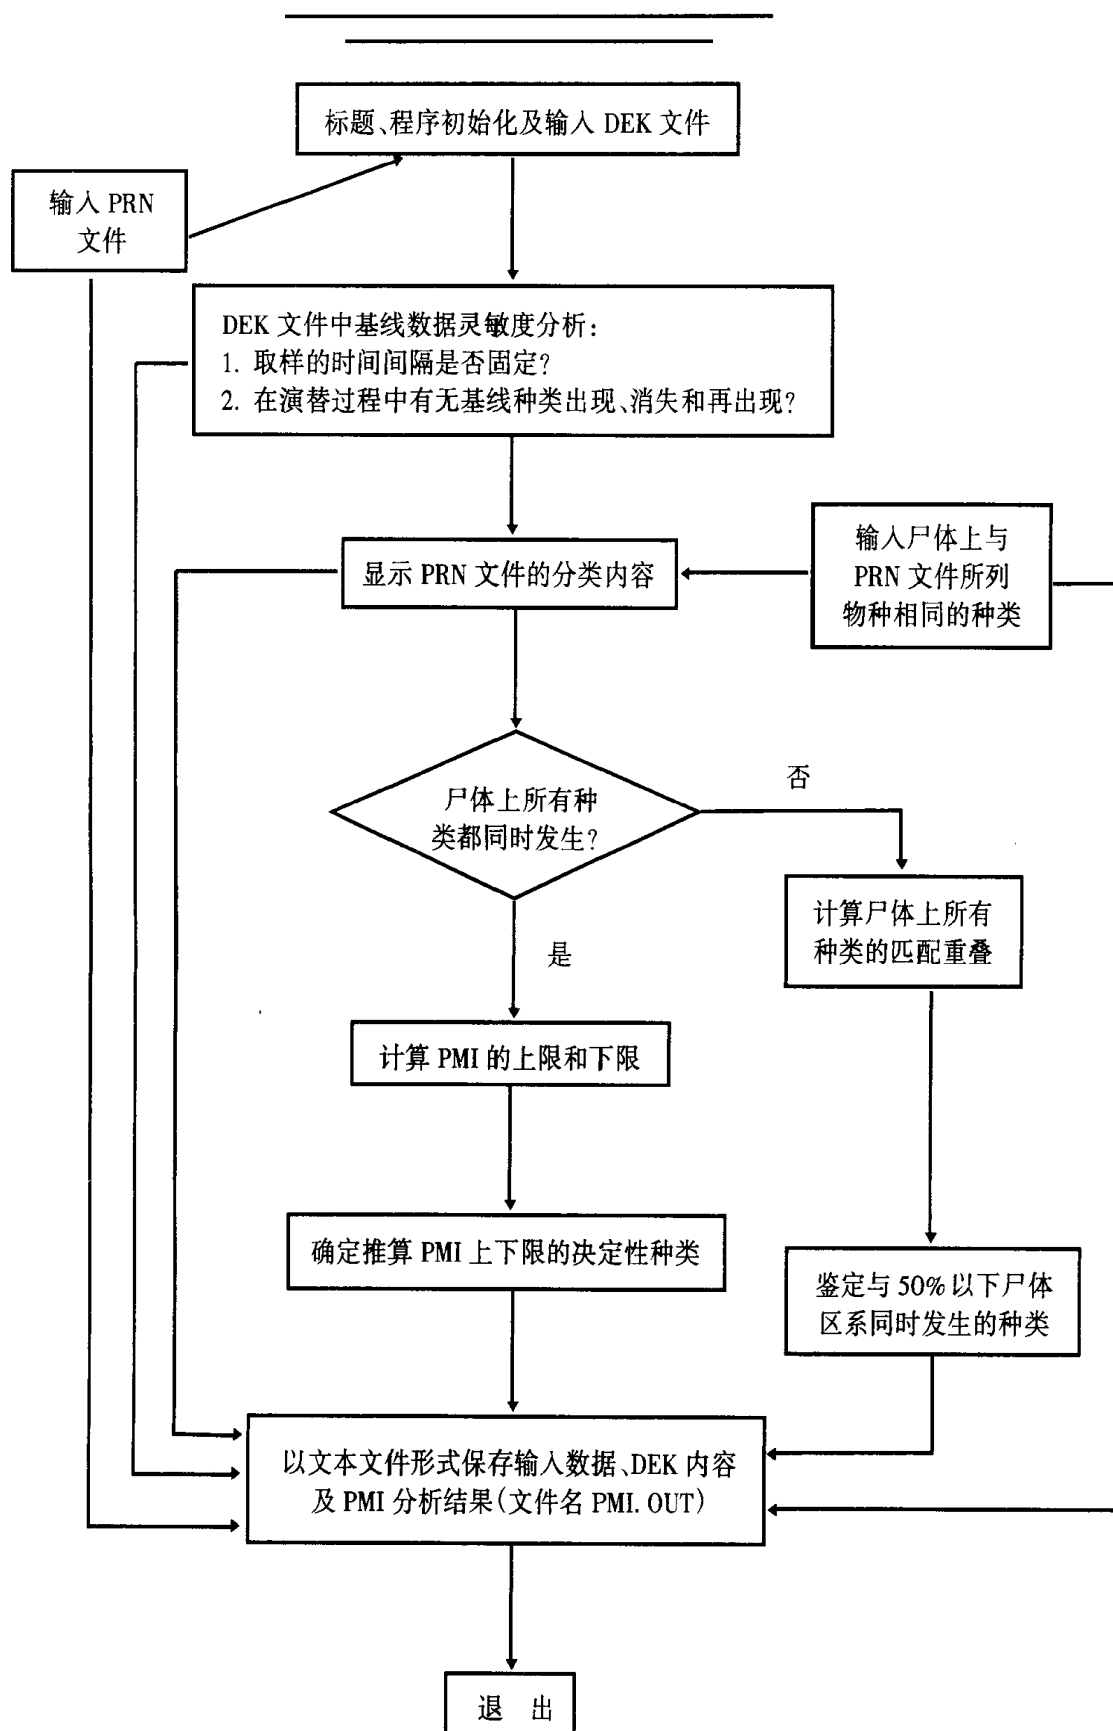 标题、程序初始化及输入 DEK 文件
输入 PRN
文件
DEK 文件中基线数据灵敏度分析：
1. 取样的时间间隔是否固定？
2. 在演替过程中有无基线种类出现、消失和再出现？
输入尸体上与
PRN 文件所列
物种相同的种类
显示 PRN 文件的分类内容
尸体上所有种
类都同时发生？
否
是
计算尸体上所有
种类的匹配重叠
计算 PMI 的上限和下限
确定推算 PMI 上下限的决定性种类
鉴定与 50% 以下尸体
区系同时发生的种类
以文本文件形式保存输入数据、DEK 内容
及 PMI 分析结果（文件名 PMI. OUT）
退 出